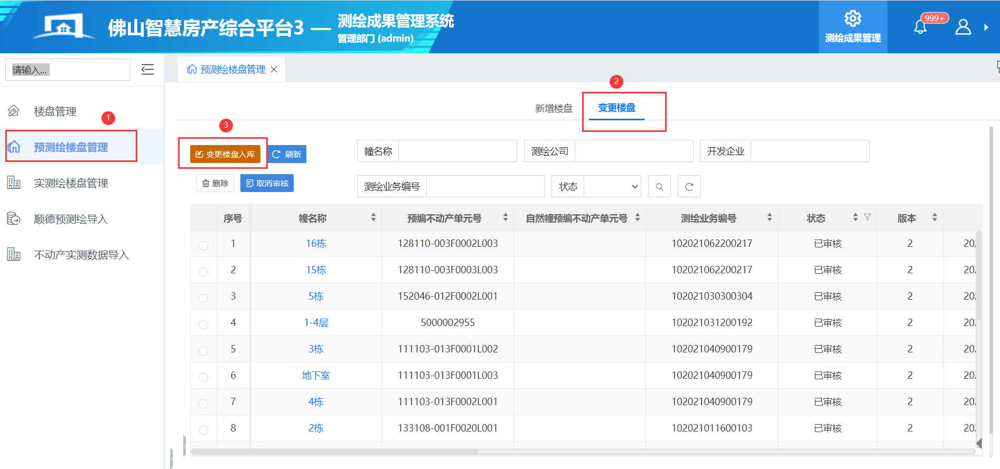 佛山智慧房产综合平台3 — 测绘成果管理系统
管理部门 (admin)
测绘成果管理
999+
请输入...
预测绘楼盘管理
楼盘管理
1
预测绘楼盘管理
实测绘楼盘管理
顺德预测绘导入
不动产实测数据导入
2
新增楼盘 变更楼盘
3
变更楼盘入库 刷新 幢名称 测绘公司 开发企业
删除 取消审核 测绘业务编号 状态
序号 幢名称 预编不动产单元号 自然幢预编不动产单元号 测绘业务编号 状态 版本
1 16栋 128110-003F0002L003 102021062200217 已审核 2
2 15栋 128110-003F0003L003 102021062200217 已审核 2
3 5栋 152046-012F0002L001 102021030300304 已审核 2
4 1-4层 5000002955 102021031200192 已审核 2
5 3栋 111103-013F0001L002 102021040900179 已审核 2
6 地下室 111103-013F0001L003 102021040900179 已审核 2
7 4栋 111103-013F0002L001 102021040900179 已审核 2
8 2栋 133108-001F0020L001 102021011600103 已审核 2